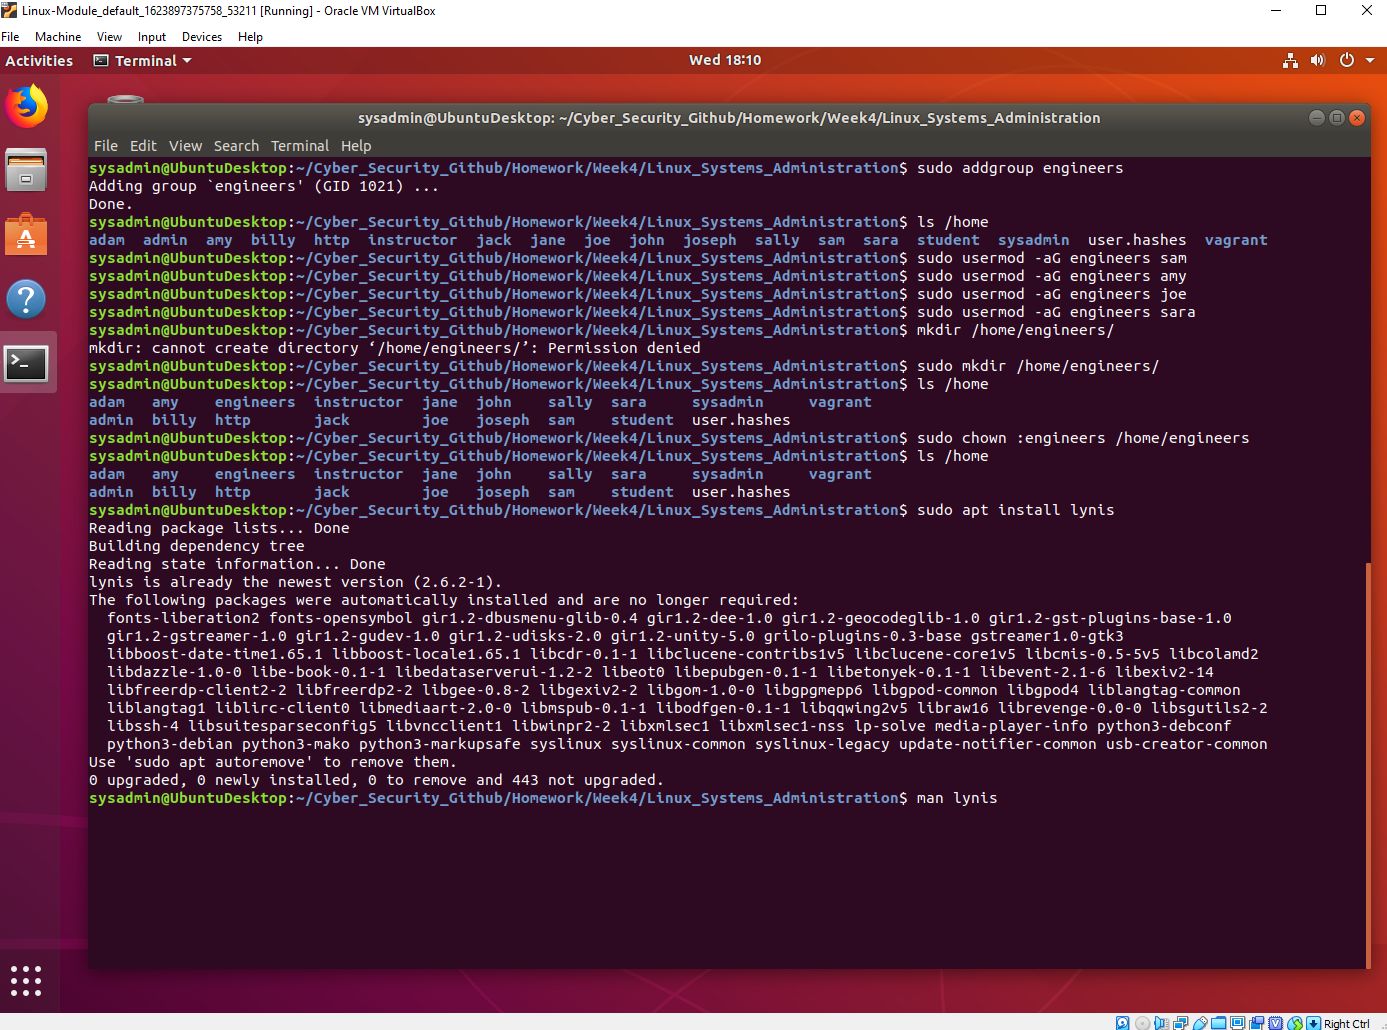 Linux-Module_default_1623897375758_53211 [Running] - Oracle VM VirtualBox
File Machine View Input Devices Help
Activities Terminal Wed 18:10
sysadmin@UbuntuDesktop: ~/Cyber_Security_Github/Homework/Week4/Linux_Systems_Administration
File Edit View Search Terminal Help
sysadmin@UbuntuDesktop:~/Cyber_Security_Github/Homework/Week4/Linux_Systems_Administration$ sudo addgroup engineers
Adding group `engineers' (GID 1021) ...
Done.
sysadmin@UbuntuDesktop:~/Cyber_Security_Github/Homework/Week4/Linux_Systems_Administration$ ls /home
adam admin amy billy http instructor jack jane joe john joseph sally sam sara student sysadmin user.hashes vagrant
sysadmin@UbuntuDesktop:~/Cyber_Security_Github/Homework/Week4/Linux_Systems_Administration$ sudo usermod -aG engineers sam
sysadmin@UbuntuDesktop:~/Cyber_Security_Github/Homework/Week4/Linux_Systems_Administration$ sudo usermod -aG engineers amy
sysadmin@UbuntuDesktop:~/Cyber_Security_Github/Homework/Week4/Linux_Systems_Administration$ sudo usermod -aG engineers joe
sysadmin@UbuntuDesktop:~/Cyber_Security_Github/Homework/Week4/Linux_Systems_Administration$ sudo usermod -aG engineers sara
sysadmin@UbuntuDesktop:~/Cyber_Security_Github/Homework/Week4/Linux_Systems_Administration$ mkdir /home/engineers/
mkdir: cannot create directory ‘/home/engineers/’: Permission denied
sysadmin@UbuntuDesktop:~/Cyber_Security_Github/Homework/Week4/Linux_Systems_Administration$ sudo mkdir /home/engineers/
sysadmin@UbuntuDesktop:~/Cyber_Security_Github/Homework/Week4/Linux_Systems_Administration$ ls /home
adam amy engineers instructor jane john sally sara sysadmin vagrant
admin billy http jack joe joseph sam student user.hashes
sysadmin@UbuntuDesktop:~/Cyber_Security_Github/Homework/Week4/Linux_Systems_Administration$ sudo chown :engineers /home/engineers
sysadmin@UbuntuDesktop:~/Cyber_Security_Github/Homework/Week4/Linux_Systems_Administration$ ls /home
adam amy engineers instructor jane john sally sara sysadmin vagrant
admin billy http jack joe joseph sam student user.hashes
sysadmin@UbuntuDesktop:~/Cyber_Security_Github/Homework/Week4/Linux_Systems_Administration$ sudo apt install lynis
Reading package lists... Done
Building dependency tree
Reading state information... Done
lynis is already the newest version (2.6.2-1).
The following packages were automatically installed and are no longer required:
fonts-liberation2 fonts-opensymbol gir1.2-dbusmenu-glib-0.4 gir1.2-dee-1.0 gir1.2-geocodeglib-1.0 gir1.2-gst-plugins-base-1.0
gir1.2-gstreamer-1.0 gir1.2-gudev-1.0 gir1.2-udisks-2.0 gir1.2-unity-5.0 grilo-plugins-0.3-base gstreamer1.0-gtk3
libboost-date-time1.65.1 libboost-locale1.65.1 libcdr-0.1-1 libclucene-contribs1v5 libclucene-core1v5 libcmis-0.5-5v5 libcolamd2
libdazzle-1.0-0 libe-book-0.1-1 libedataserverui-1.2-2 libeot0 libepubgen-0.1-1 libetonyek-0.1-1 libevent-2.1-6 libexiv2-14
libfreerdp-client2-2 libfreerdp2-2 libgee-0.8-2 libgexiv2-2 libgom-1.0-0 libgpgmepp6 libgpod-common libgpod4 liblangtag-common
liblangtag1 liblirc-client0 libmediaart-2.0-0 libmspub-0.1-1 libodfgen-0.1-1 libqqwing2v5 libraw16 librevenge-0.0-0 libsgutils2-2
libssh-4 libsuitesparseconfig5 libvncclient1 libwinpr2-2 libxmlsec1 libxmlsec1-nss lp-solve media-player-info python3-debconf
python3-debian python3-mako python3-markupsafe syslinux syslinux-common syslinux-legacy update-notifier-common usb-creator-common
Use 'sudo apt autoremove' to remove them.
0 upgraded, 0 newly installed, 0 to remove and 443 not upgraded.
sysadmin@UbuntuDesktop:~/Cyber_Security_Github/Homework/Week4/Linux_Systems_Administration$ man lynis
Right Ctrl